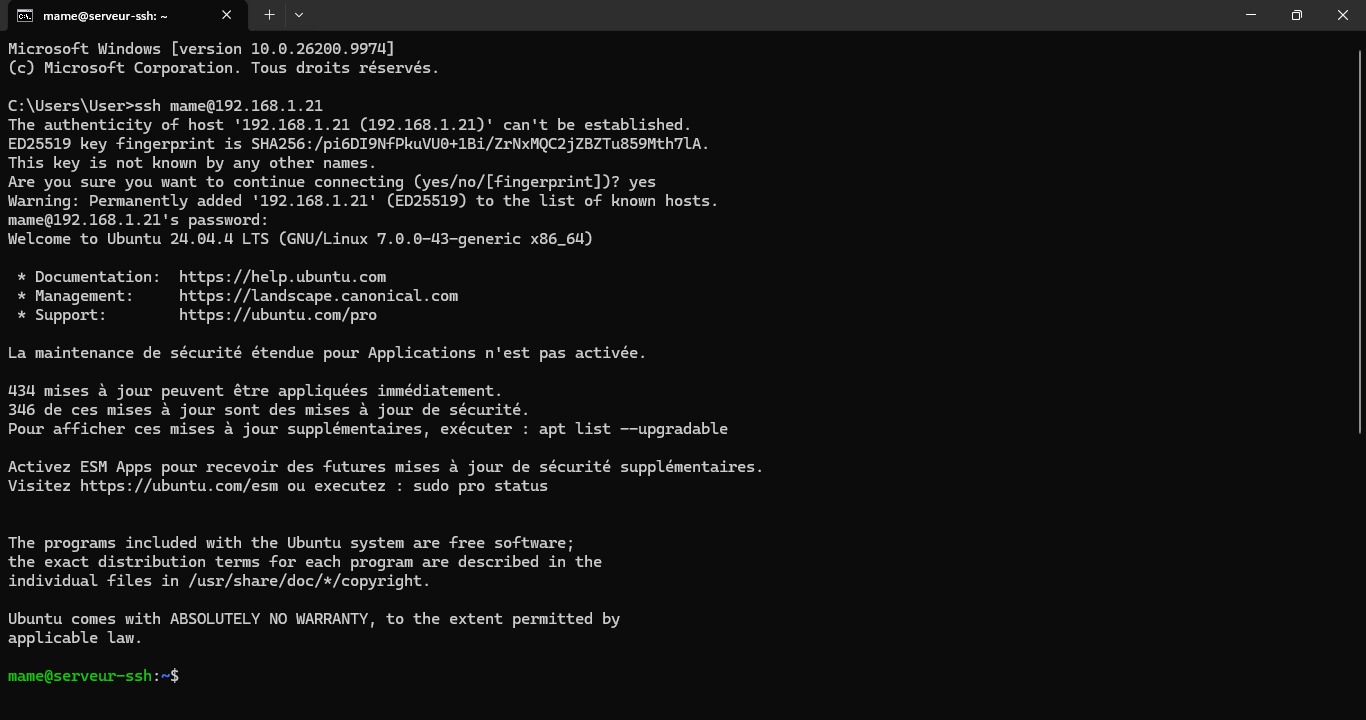 mame@serveur-ssh: ~
Microsoft Windows [version 10.0.26200.9974]
(c) Microsoft Corporation. Tous droits réservés.
C:\Users\User>ssh mame@192.168.1.21
The authenticity of host '192.168.1.21 (192.168.1.21)' can't be established.
ED25519 key fingerprint is SHA256:/pi6DI9NfPkuVU0+1Bi/ZrNxMQC2jZBZTu859Mth7lA.
This key is not known by any other names.
Are you sure you want to continue connecting (yes/no/[fingerprint])? yes
Warning: Permanently added '192.168.1.21' (ED25519) to the list of known hosts.
mame@192.168.1.21's password:
Welcome to Ubuntu 24.04.4 LTS (GNU/Linux 7.0.0-43-generic x86_64)
* Documentation:  https://help.ubuntu.com
* Management:     https://landscape.canonical.com
* Support:        https://ubuntu.com/pro
La maintenance de sécurité étendue pour Applications n'est pas activée.
434 mises à jour peuvent être appliquées immédiatement.
346 de ces mises à jour sont des mises à jour de sécurité.
Pour afficher ces mises à jour supplémentaires, exécuter : apt list --upgradable
Activez ESM Apps pour recevoir des futures mises à jour de sécurité supplémentaires.
Visitez https://ubuntu.com/esm ou executez : sudo pro status
The programs included with the Ubuntu system are free software;
the exact distribution terms for each program are described in the
individual files in /usr/share/doc/*/copyright.
Ubuntu comes with ABSOLUTELY NO WARRANTY, to the extent permitted by
applicable law.
mame@serveur-ssh:~$